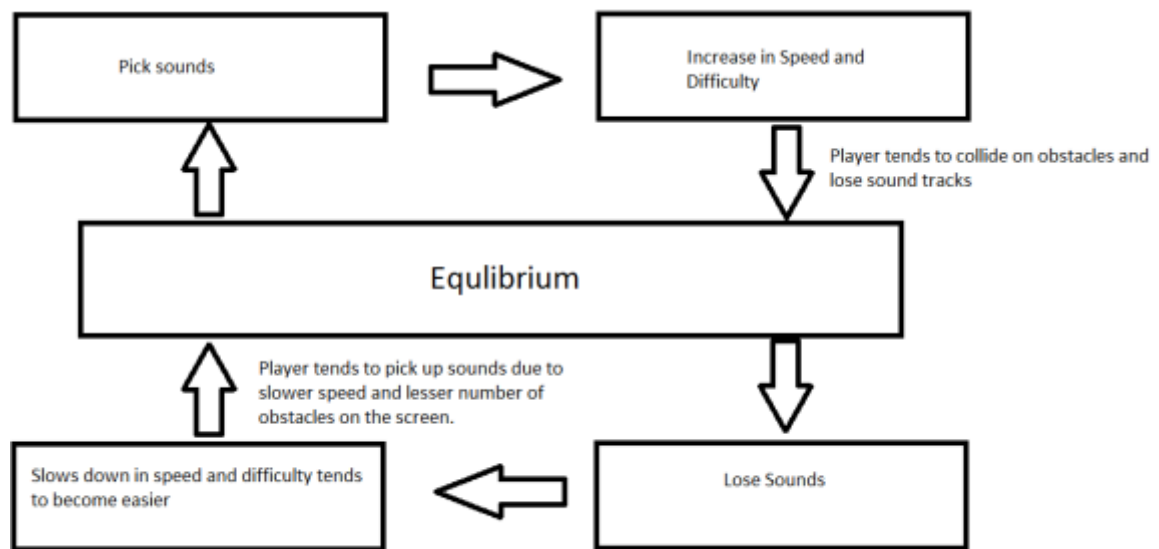 Pick sounds
Increase in Speed and
Difficulty
Player tends to collide on obstacles and
lose sound tracks
Equlibrium
Player tends to pick up sounds due to
slower speed and lesser number of
obstacles on the screen.
Slows down in speed and difficulty tends
to become easier
Lose Sounds